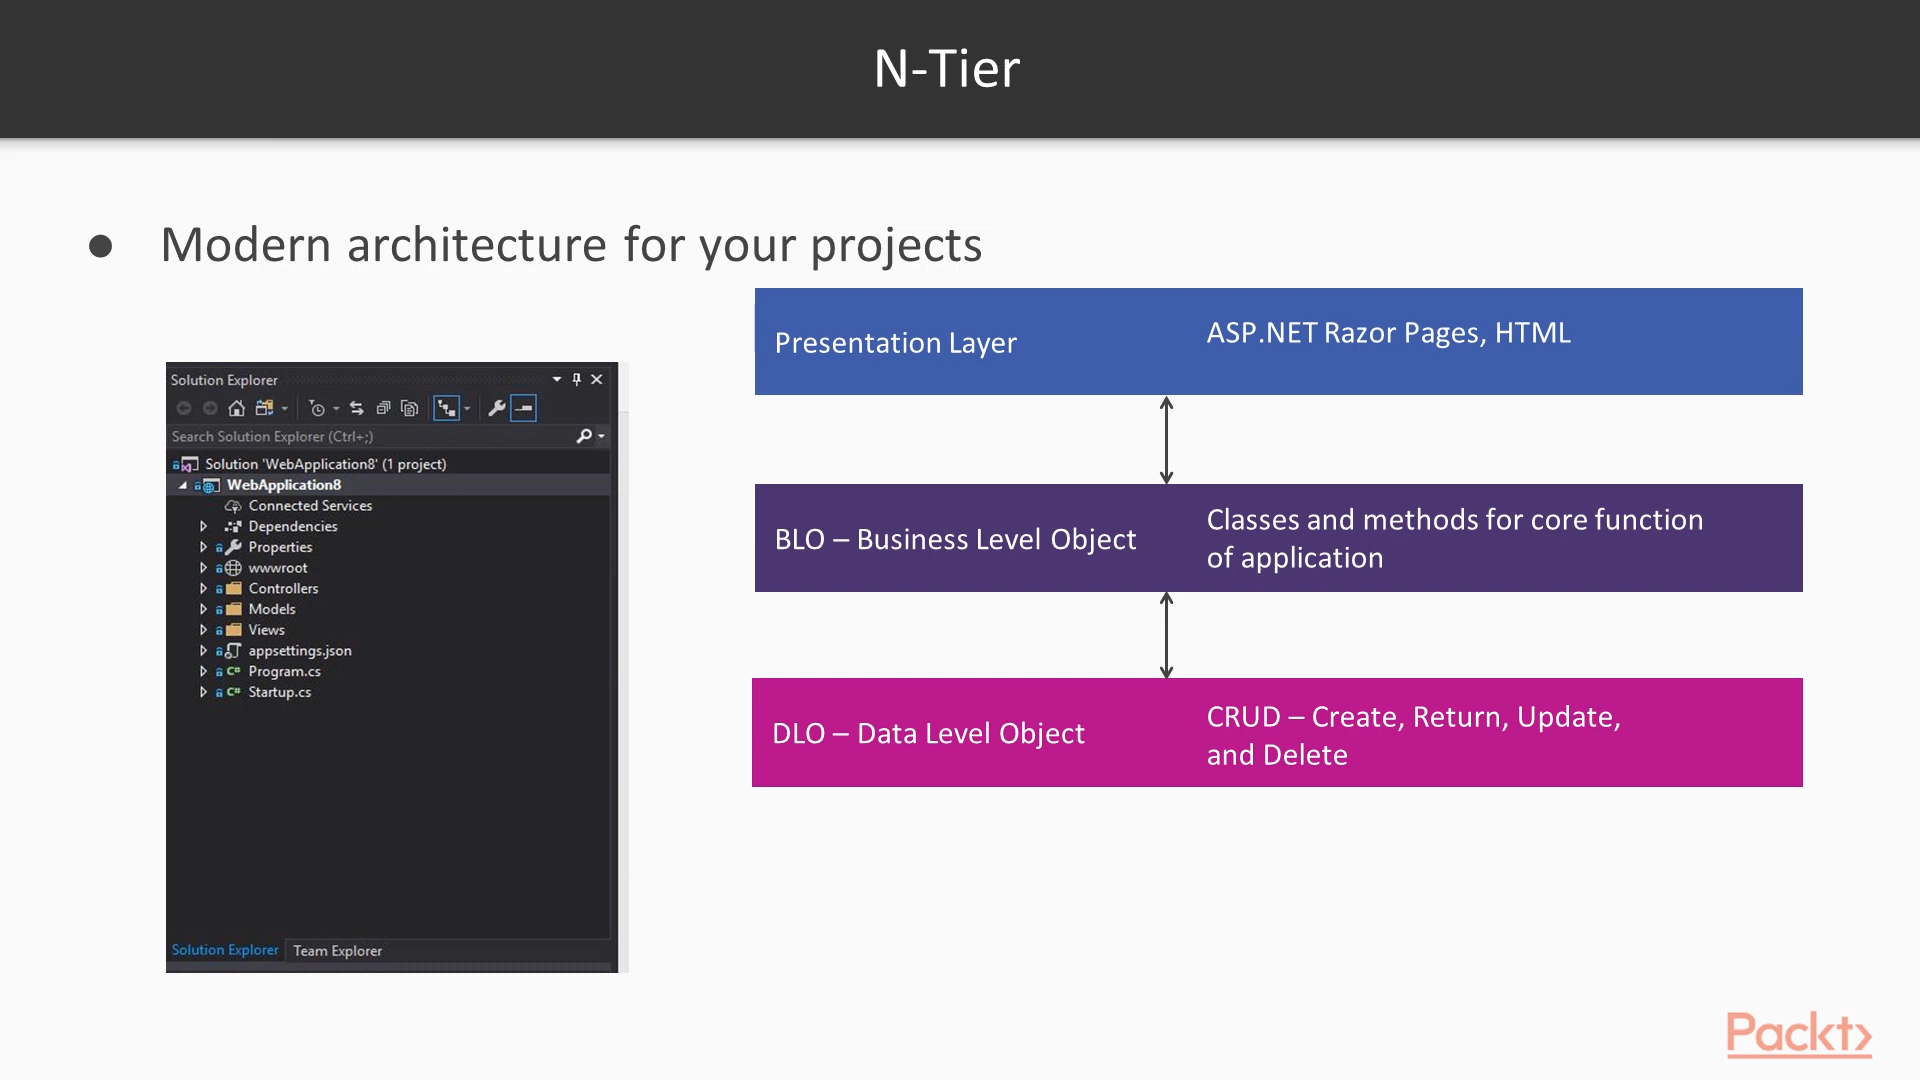 N-Tier
● Modern architecture for your projects
Solution Explorer
Search Solution Explorer (Ctrl+;)
Solution 'WebApplication8' (1 project)
WebApplication8
Connected Services
Dependencies
Properties
wwwroot
Controllers
Models
Views
appsettings.json
C# Program.cs
C# Startup.cs
Solution Explorer Team Explorer
Presentation Layer
ASP.NET Razor Pages, HTML
BLO – Business Level Object
Classes and methods for core function
of application
DLO – Data Level Object
CRUD – Create, Return, Update,
and Delete
Packt